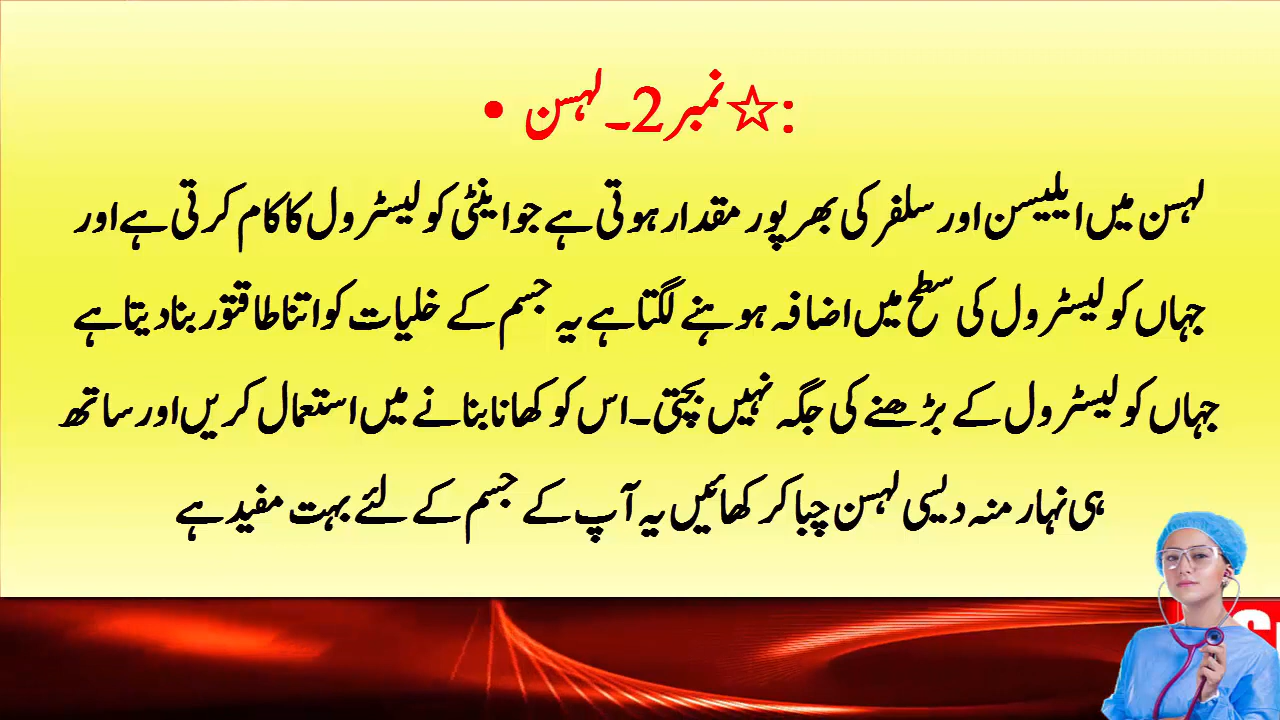 :☆نمبر2۔لہسن •
لہسن میں ایلیسن اور سلفر کی بھرپور مقدار ہوتی ہے جو اینٹی کولیسٹرول کا کام کرتی ہے اور
جہاں کولیسٹرول کی سطح میں اضافہ ہونے لگتا ہے یہ جسم کے خلیات کو اتنا طاقتور بنا دیتا ہے
جہاں کولیسٹرول کے بڑھنے کی جگہ نہیں بچتی۔اس کو کھانا بنانے میں استعمال کریں اور ساتھ
ہی نہار منہ دیسی لہسن چبا کر کھائیں یہ آپ کے جسم کے لئے بہت مفید ہے